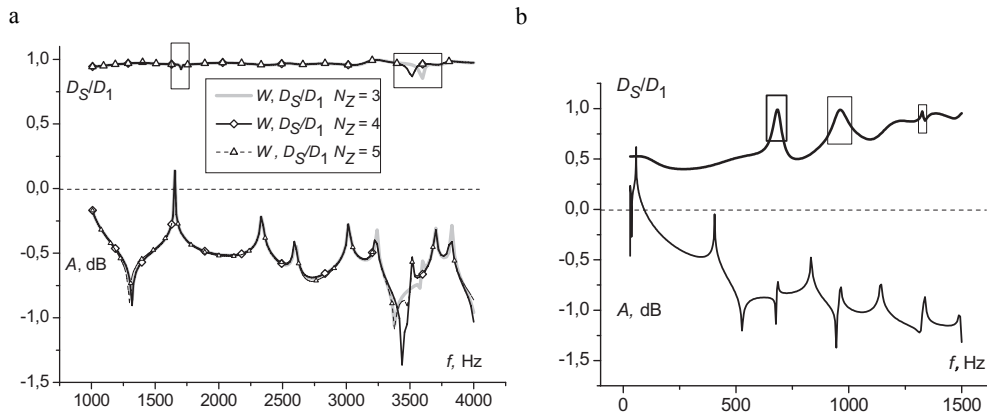 a
1,0
D_S/D_1
0,5
0,0
-0,5
A, dB
-1,0
-1,5
W, D_S/D_1 N_Z = 3
W, D_S/D_1 N_Z = 4
W, D_S/D_1 N_Z = 5
f, Hz
1000 1500 2000 2500 3000 3500 4000
b
D_S/D_1
1,0
0,5
0,0
-0,5
-1,0
A, dB
-1,5
f, Hz
0 500 1000 1500